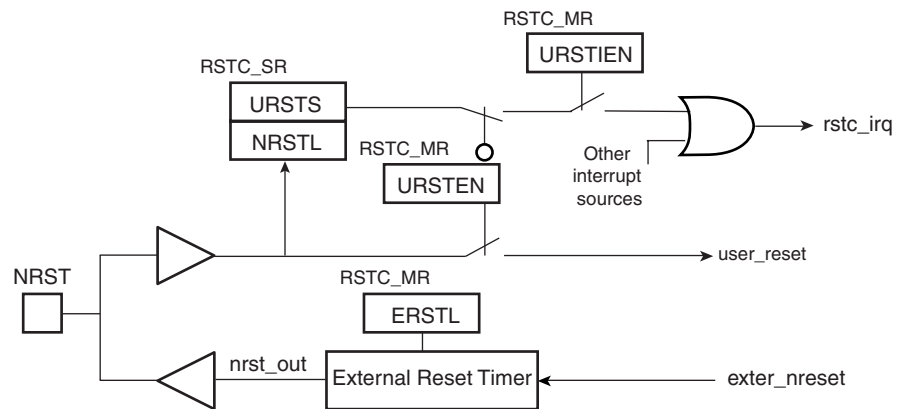 RSTC_MR
URSTIEN
RSTC_SR
URSTS
NRSTL
rstc_irq
RSTC_MR
URSTEN
Other
interrupt
sources
user_reset
NRST
RSTC_MR
ERSTL
nrst_out
External Reset Timer
exter_nreset